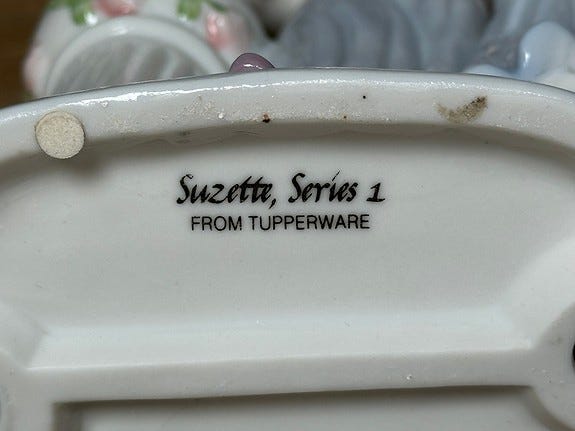 Suzette, Series 1
FROM TUPPERWARE